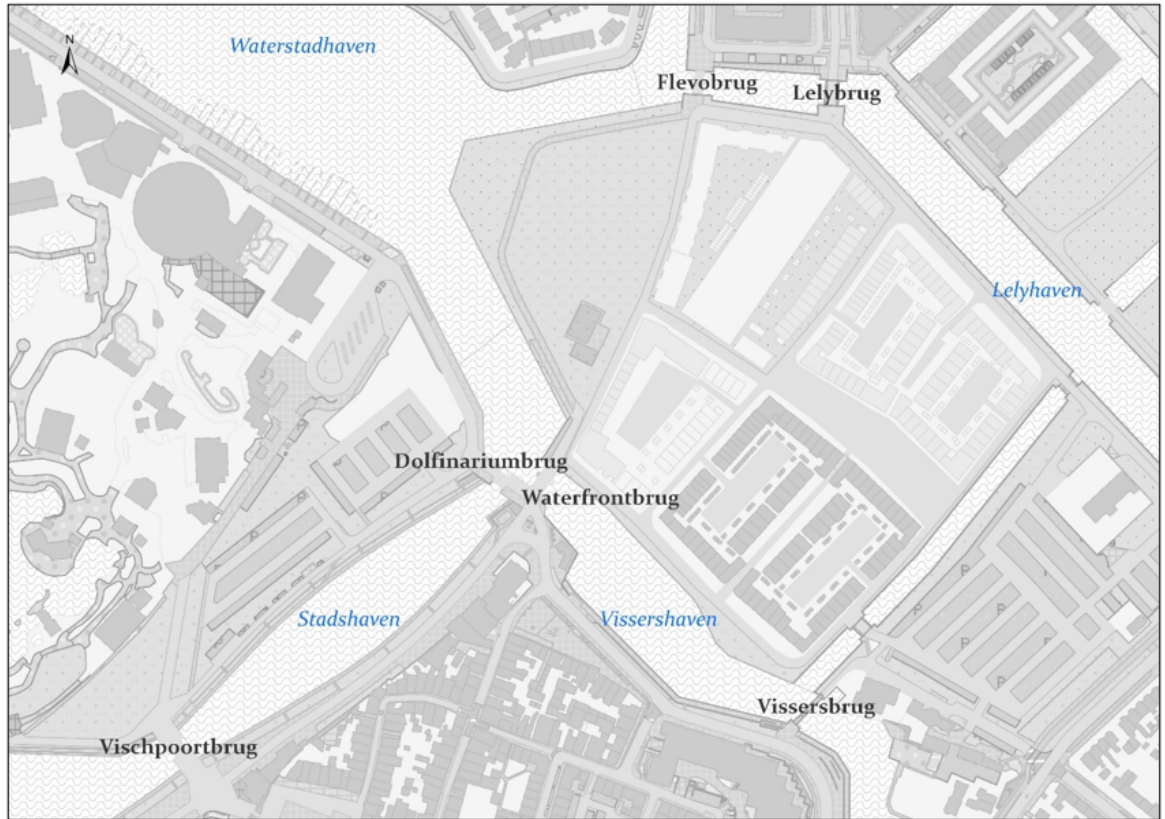 N
Waterstadhaven
Flevobrug
Lelybrug
P
Lelyhaven
Dolfinariumbrug
Waterfrontbrug
P
P
P
P
P
Stadshaven
Vissershaven
P
P
P
P
P
Vissersbrug
Vischpoortbrug